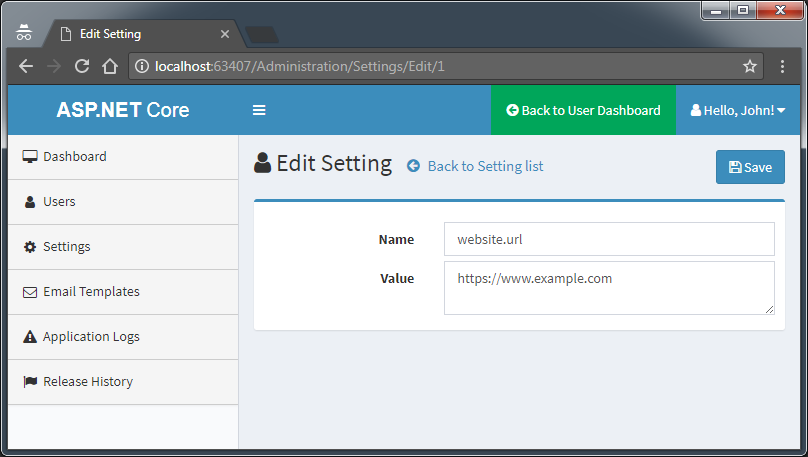 Edit Setting
localhost:63407/Administration/Settings/Edit/1
ASP.NET Core
Back to User Dashboard
Hello, John!
Dashboard
Users
Settings
Email Templates
Application Logs
Release History
Edit Setting
Back to Setting list
Save
Name
website.url
Value
https://www.example.com